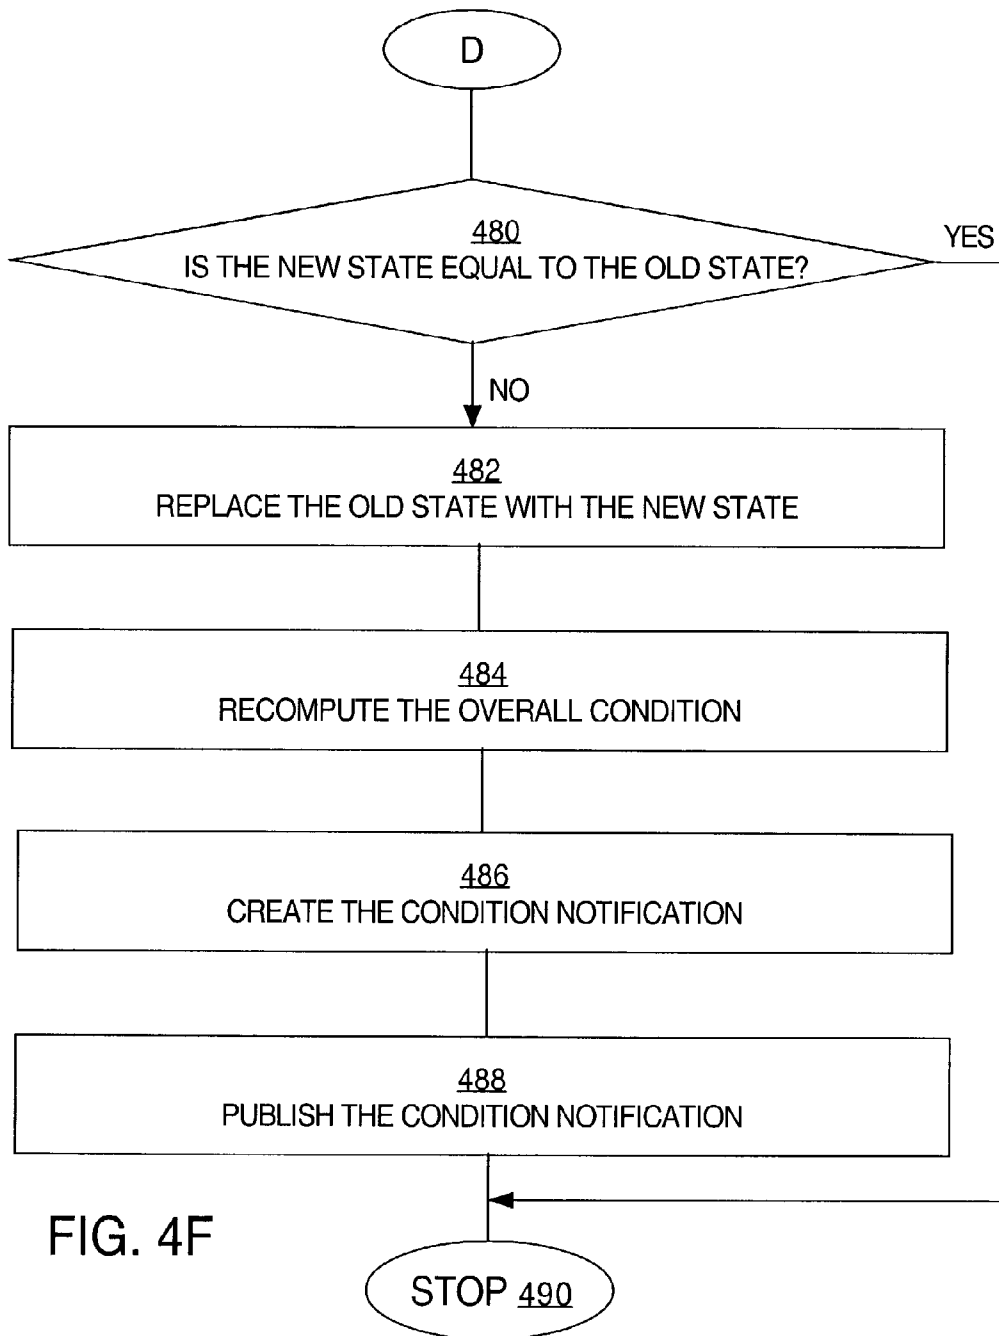 D
480
IS THE NEW STATE EQUAL TO THE OLD STATE?
YES
NO
482
REPLACE THE OLD STATE WITH THE NEW STATE
484
RECOMPUTE THE OVERALL CONDITION
486
CREATE THE CONDITION NOTIFICATION
488
PUBLISH THE CONDITION NOTIFICATION
FIG. 4F
STOP 490